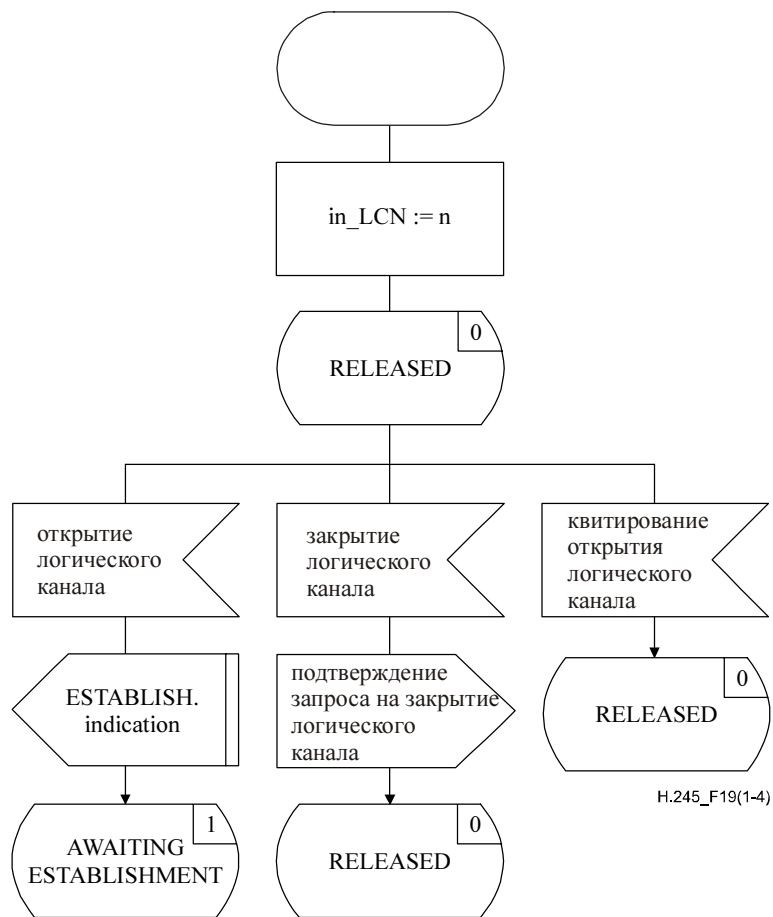 in_LCN := n
0
RELEASED
открытие
логического
канала
закрытие
логического
канала
квитирование
открытия
логического
канала
ESTABLISH.
indication
подтверждение
запроса на закрытие
логического
канала
0
RELEASED
H.245_F19(1-4)
1
AWAITING
ESTABLISHMENT
0
RELEASED